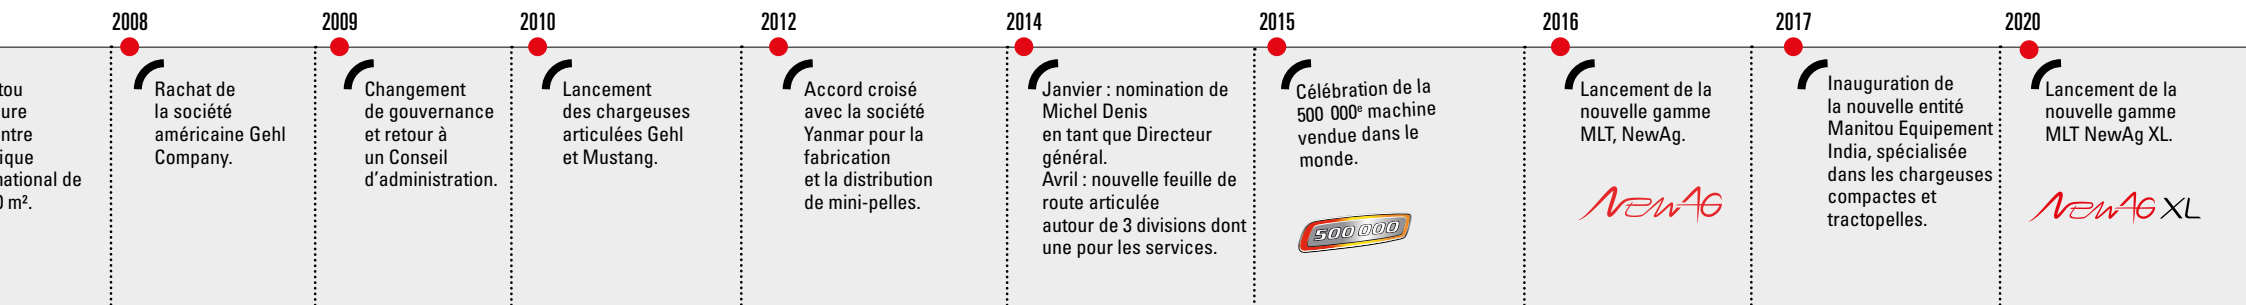 2008
2009
2010
2012
2014
2015
2016
2017
2020
tou
ure
ntre
ique
national de
0 m².
Rachat de
la société
américaine Gehl
Company.
Changement
de gouvernance
et retour à
un Conseil
d'administration.
Lancement
des chargeuses
articulées Gehl
et Mustang.
Accord croisé
avec la société
Yanmar pour la
fabrication
et la distribution
de mini-pelles.
Janvier : nomination de
Michel Denis
en tant que Directeur
général.
Avril : nouvelle feuille de
route articulée
autour de 3 divisions dont
une pour les services.
Célébration de la
500 000e machine
vendue dans le
monde.
500 000
Lancement de la
nouvelle gamme
MLT, NewAg.
NEWAG
Inauguration de
la nouvelle entité
Manitou Equipement
India, spécialisée
dans les chargeuses
compactes et
tractopelles.
Lancement de la
nouvelle gamme
MLT NewAg XL.
NEWAG XL